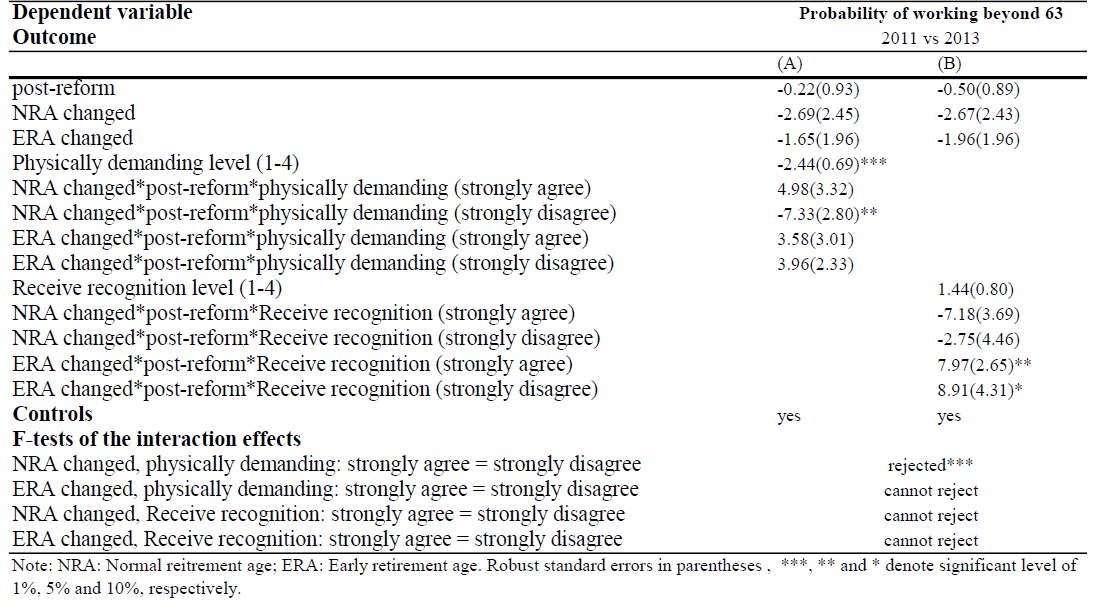 Dependent variable Probability of working beyond 63
Outcome 2011 vs 2013
(A) (B)
post-reform -0.22(0.93) -0.50(0.89)
NRA changed -2.69(2.45) -2.67(2.43)
ERA changed -1.65(1.96) -1.96(1.96)
Physically demanding level (1-4) -2.44(0.69)***
NRA changed*post-reform*physically demanding (strongly agree) 4.98(3.32)
NRA changed*post-reform*physically demanding (strongly disagree) -7.33(2.80)**
ERA changed*post-reform*physically demanding (strongly agree) 3.58(3.01)
ERA changed*post-reform*physically demanding (strongly disagree) 3.96(2.33)
Receive recognition level (1-4) 1.44(0.80)
NRA changed*post-reform*Receive recognition (strongly agree) -7.18(3.69)
NRA changed*post-reform*Receive recognition (strongly disagree) -2.75(4.46)
ERA changed*post-reform*Receive recognition (strongly agree) 7.97(2.65)**
ERA changed*post-reform*Receive recognition (strongly disagree) 8.91(4.31)*
Controls yes yes
F-tests of the interaction effects
NRA changed, physically demanding: strongly agree = strongly disagree rejected***
ERA changed, physically demanding: strongly agree = strongly disagree cannot reject
NRA changed, Receive recognition: strongly agree = strongly disagree cannot reject
ERA changed, Receive recognition: strongly agree = strongly disagree cannot reject
Note: NRA: Normal reitrement age; ERA: Early retirement age. Robust standard errors in parentheses , ***, ** and * denote significant level of
1%, 5% and 10%, respectively.